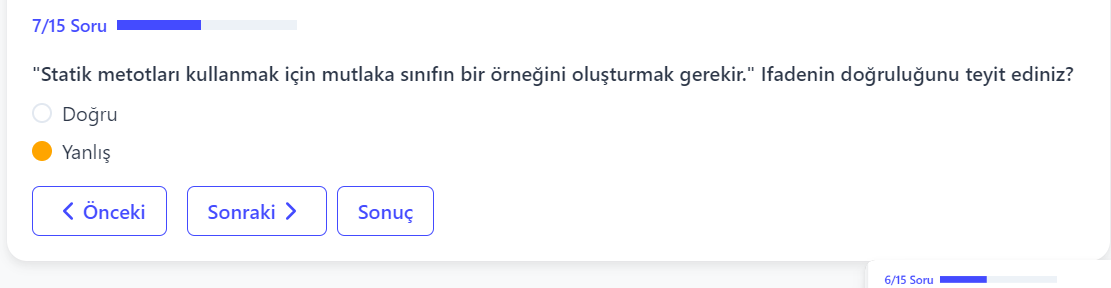 7/15 Soru
"Statik metotları kullanmak için mutlaka sınıfın bir örneğini oluşturmak gerekir." Ifadenin doğruluğunu teyit ediniz?
Doğru
Yanlış
Önceki
Sonraki
Sonuç
6/15 Soru